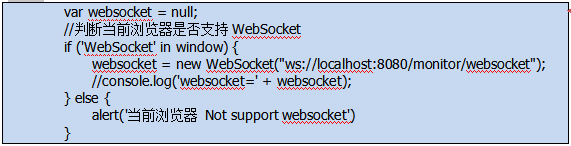 var websocket = null;
//判断当前浏览器是否支持 WebSocket
if ('WebSocket' in window) {
websocket = new WebSocket("ws://localhost:8080/monitor/websocket");
//console.log('websocket=' + websocket);
} else {
alert('当前浏览器 Not support websocket')
}